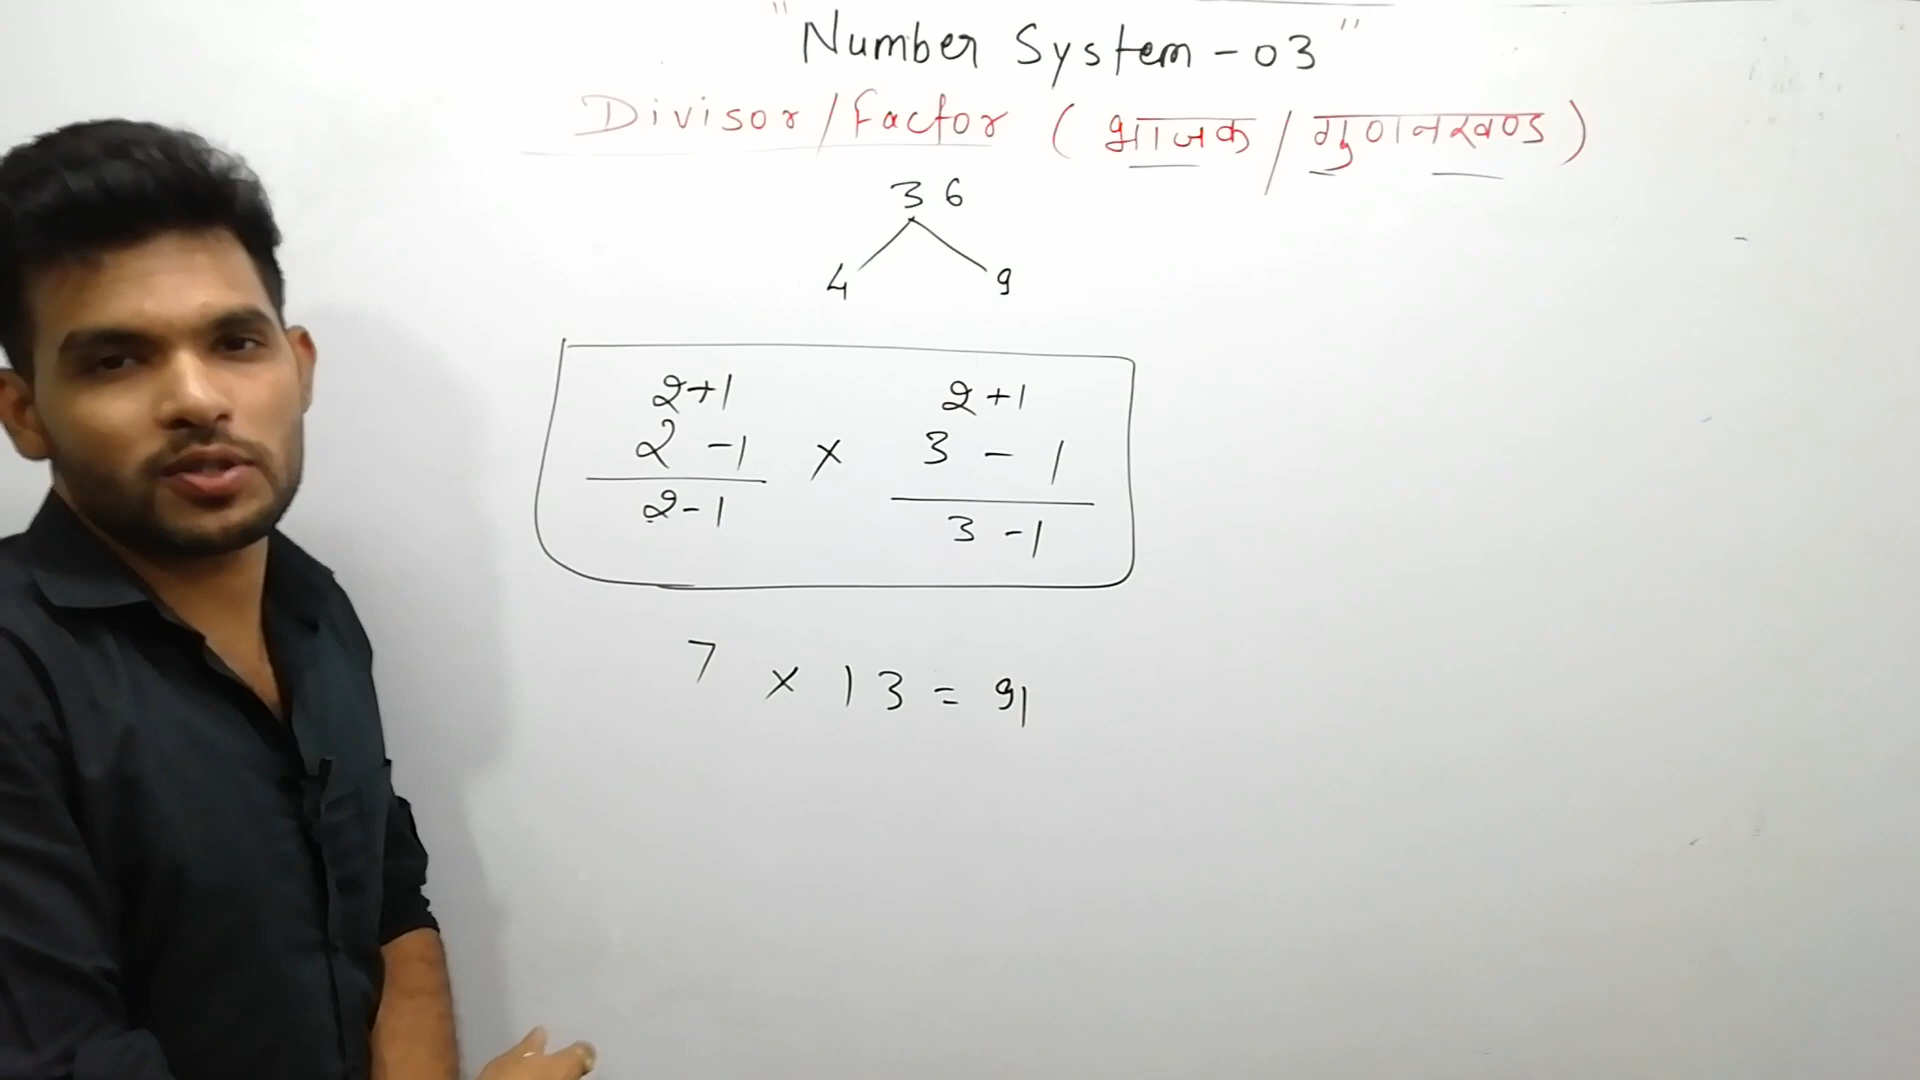 "Number System - 03"
Divisor / Factor ( भाजक / गुणनखण्ड )
36
4 9
2+1 2+1
2 -1 × 3 - 1
2-1 3 -1
7 × 13 = 91